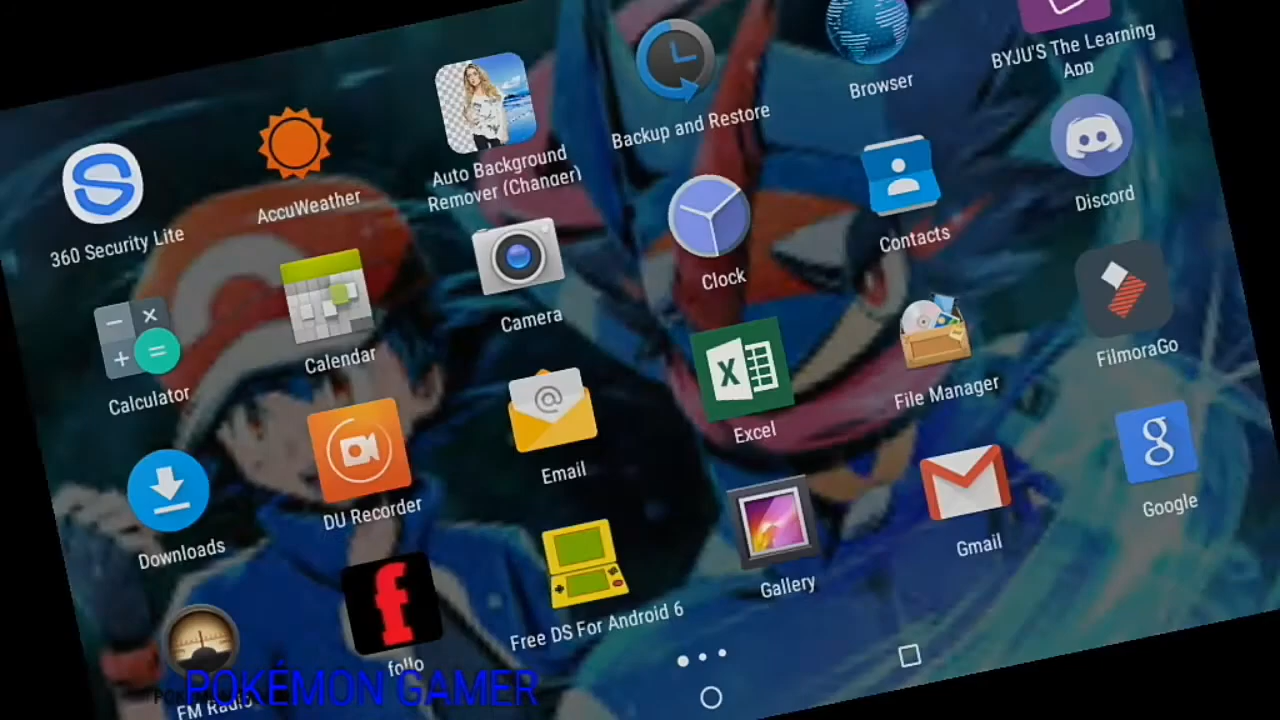 360 Security Lite
AccuWeather
Auto Background
Remover (Changer)
Backup and Restore
Browser
BYJU'S The Learning
App
Calculator
Calendar
Camera
Clock
Contacts
Discord
Downloads
DU Recorder
Email
Excel
File Manager
FilmoraGo
FM Radio
follo
Free DS For Android 6
Gallery
Gmail
Google
POKĖMON GAMER